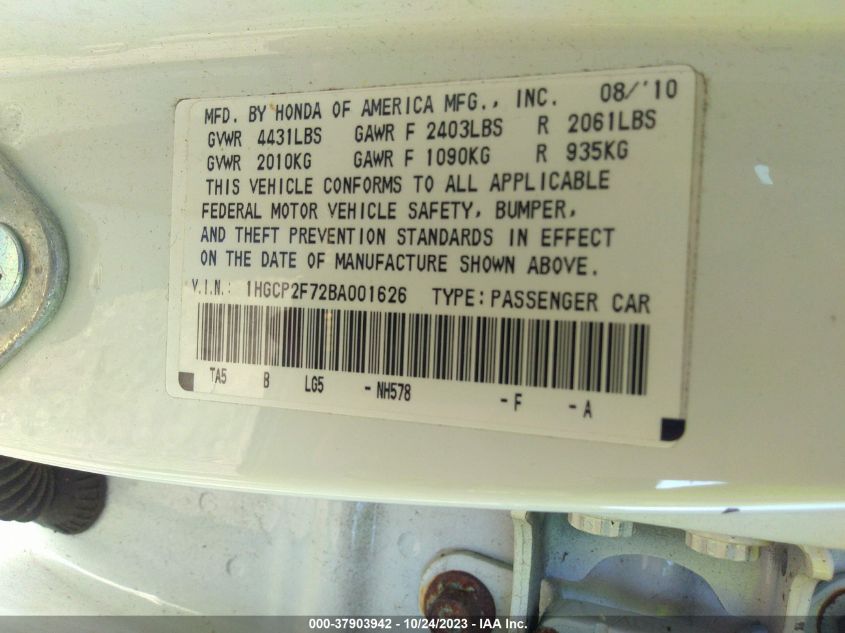 MFD. BY HONDA OF AMERICA MFG., INC. 08/'10
GVWR 4431LBS GAWR F 2403LBS R 2061LBS
GVWR 2010KG GAWR F 1090KG R 935KG
THIS VEHICLE CONFORMS TO ALL APPLICABLE
FEDERAL MOTOR VEHICLE SAFETY, BUMPER,
AND THEFT PREVENTION STANDARDS IN EFFECT
ON THE DATE OF MANUFACTURE SHOWN ABOVE.
V.I.N.: 1HGCP2F72BA001626 TYPE: PASSENGER CAR
TA5 B LG5 -NH578 -F -A
000-37903942 - 10/24/2023 - IAA Inc.